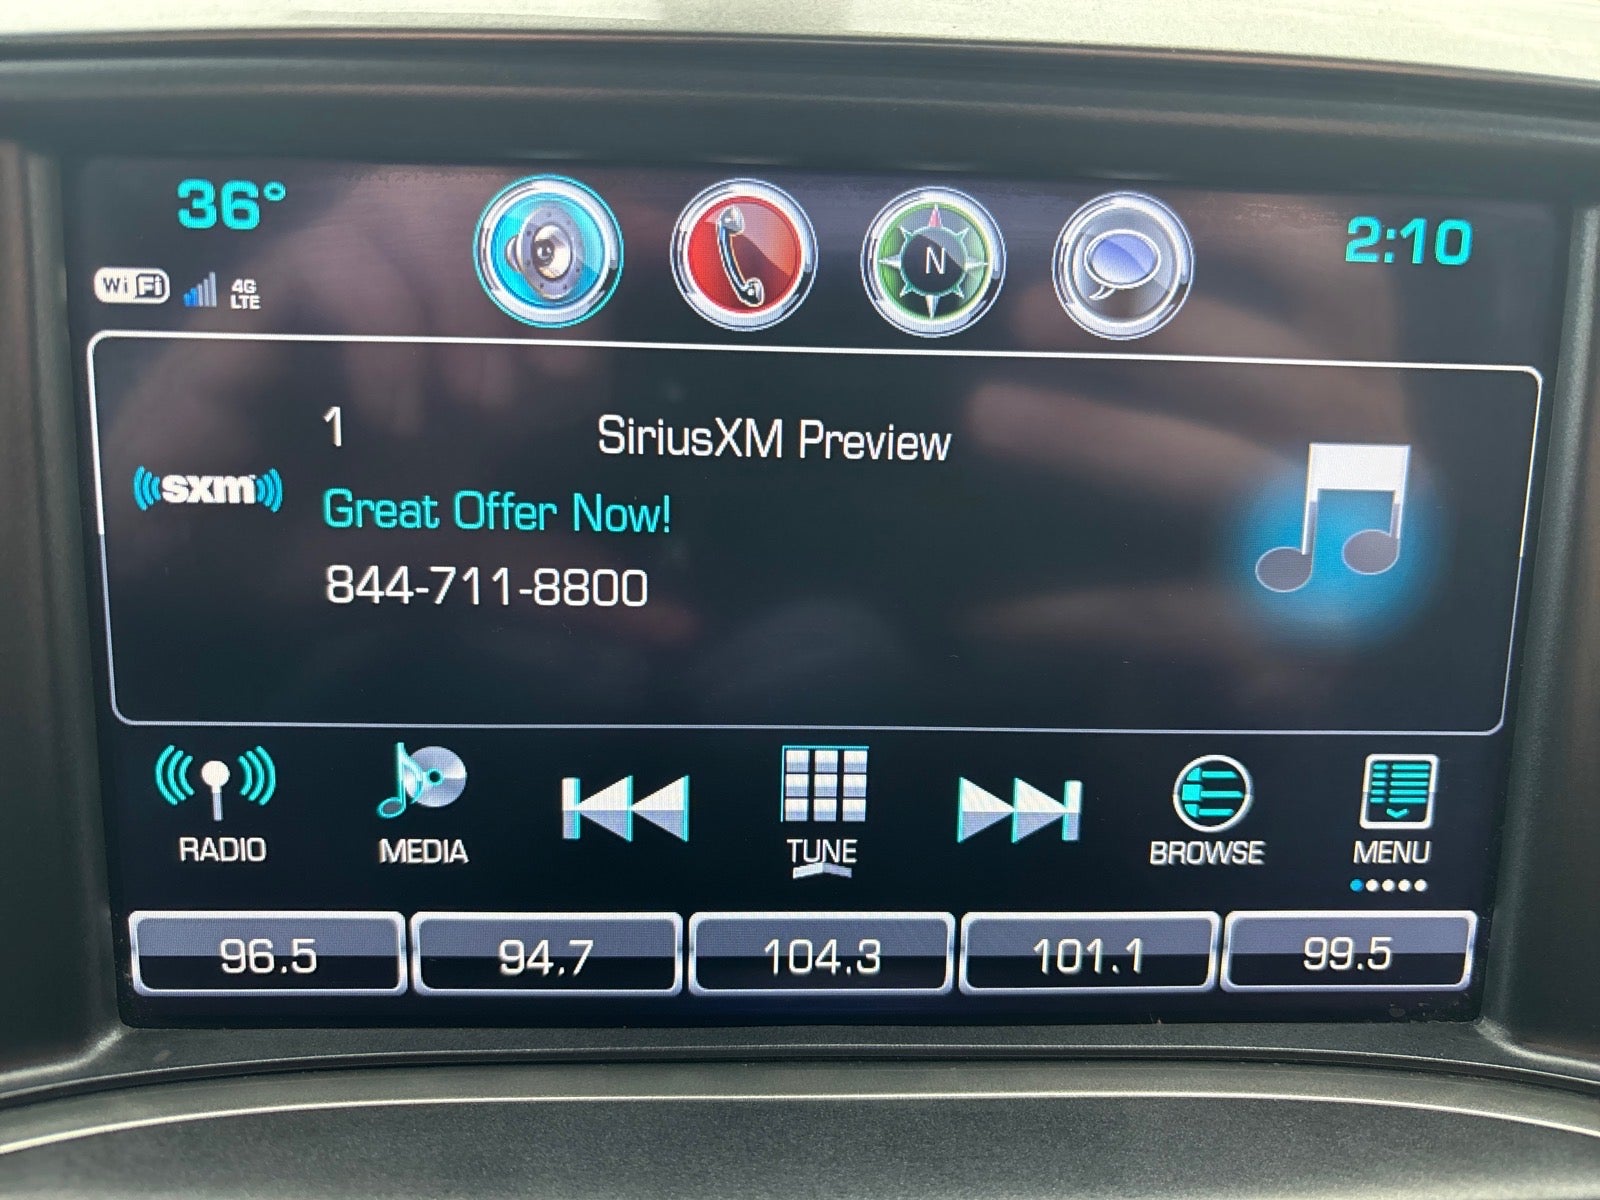 36°
2:10
WiFi
4G
LTE
N
1
SiriusXM Preview
sxm
Great Offer Now!
844-711-8800
RADIO
MEDIA
TUNE
BROWSE
MENU
96.5
94.7
104.3
101.1
99.5